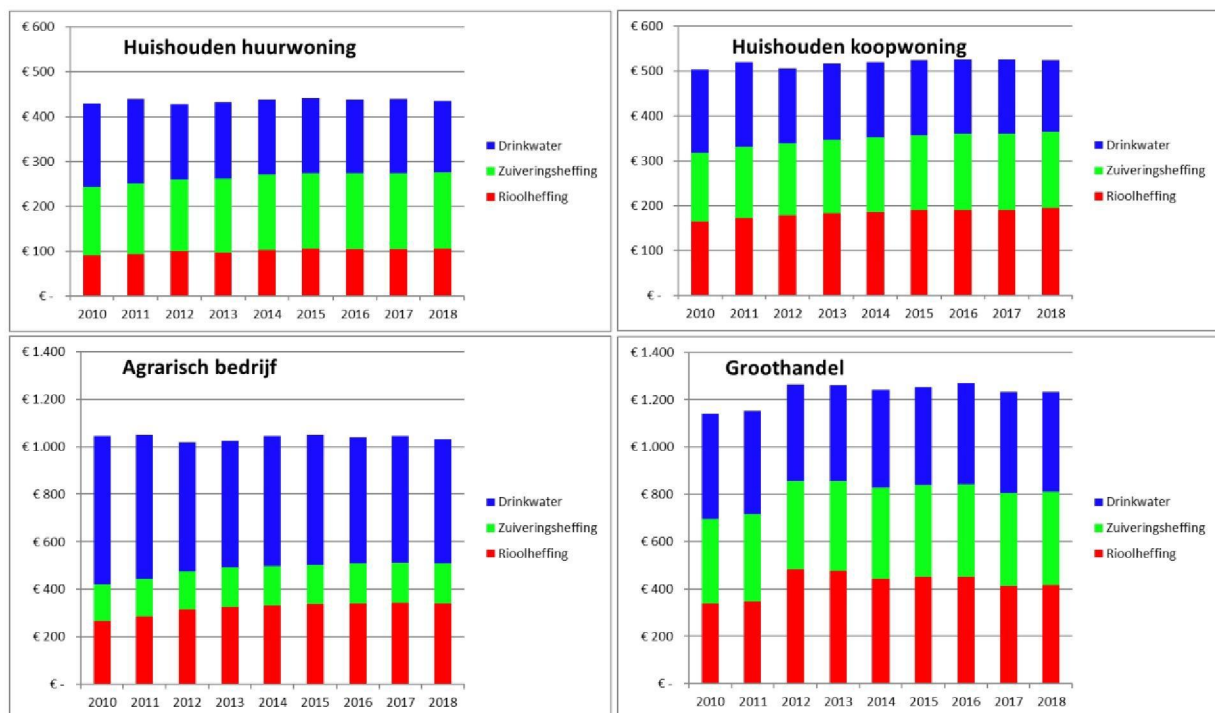 Huishouden huurwoning
€ 600
€ 500
€ 400
€ 300
€ 200
€ 100
€ -
2010 2011 2012 2013 2014 2015 2016 2017 2018
Drinkwater
Zuiveringsheffing
Rioolheffing
Huishouden koopwoning
€ 600
€ 500
€ 400
€ 300
€ 200
€ 100
€ -
2010 2011 2012 2013 2014 2015 2016 2017 2018
Drinkwater
Zuiveringsheffing
Rioolheffing
Agrarisch bedrijf
€ 1.400
€ 1.200
€ 1.000
€ 800
€ 600
€ 400
€ 200
€ -
2010 2011 2012 2013 2014 2015 2016 2017 2018
Drinkwater
Zuiveringsheffing
Rioolheffing
Groothandel
€ 1.400
€ 1.200
€ 1.000
€ 800
€ 600
€ 400
€ 200
€ -
2010 2011 2012 2013 2014 2015 2016 2017 2018
Drinkwater
Zuiveringsheffing
Rioolheffing